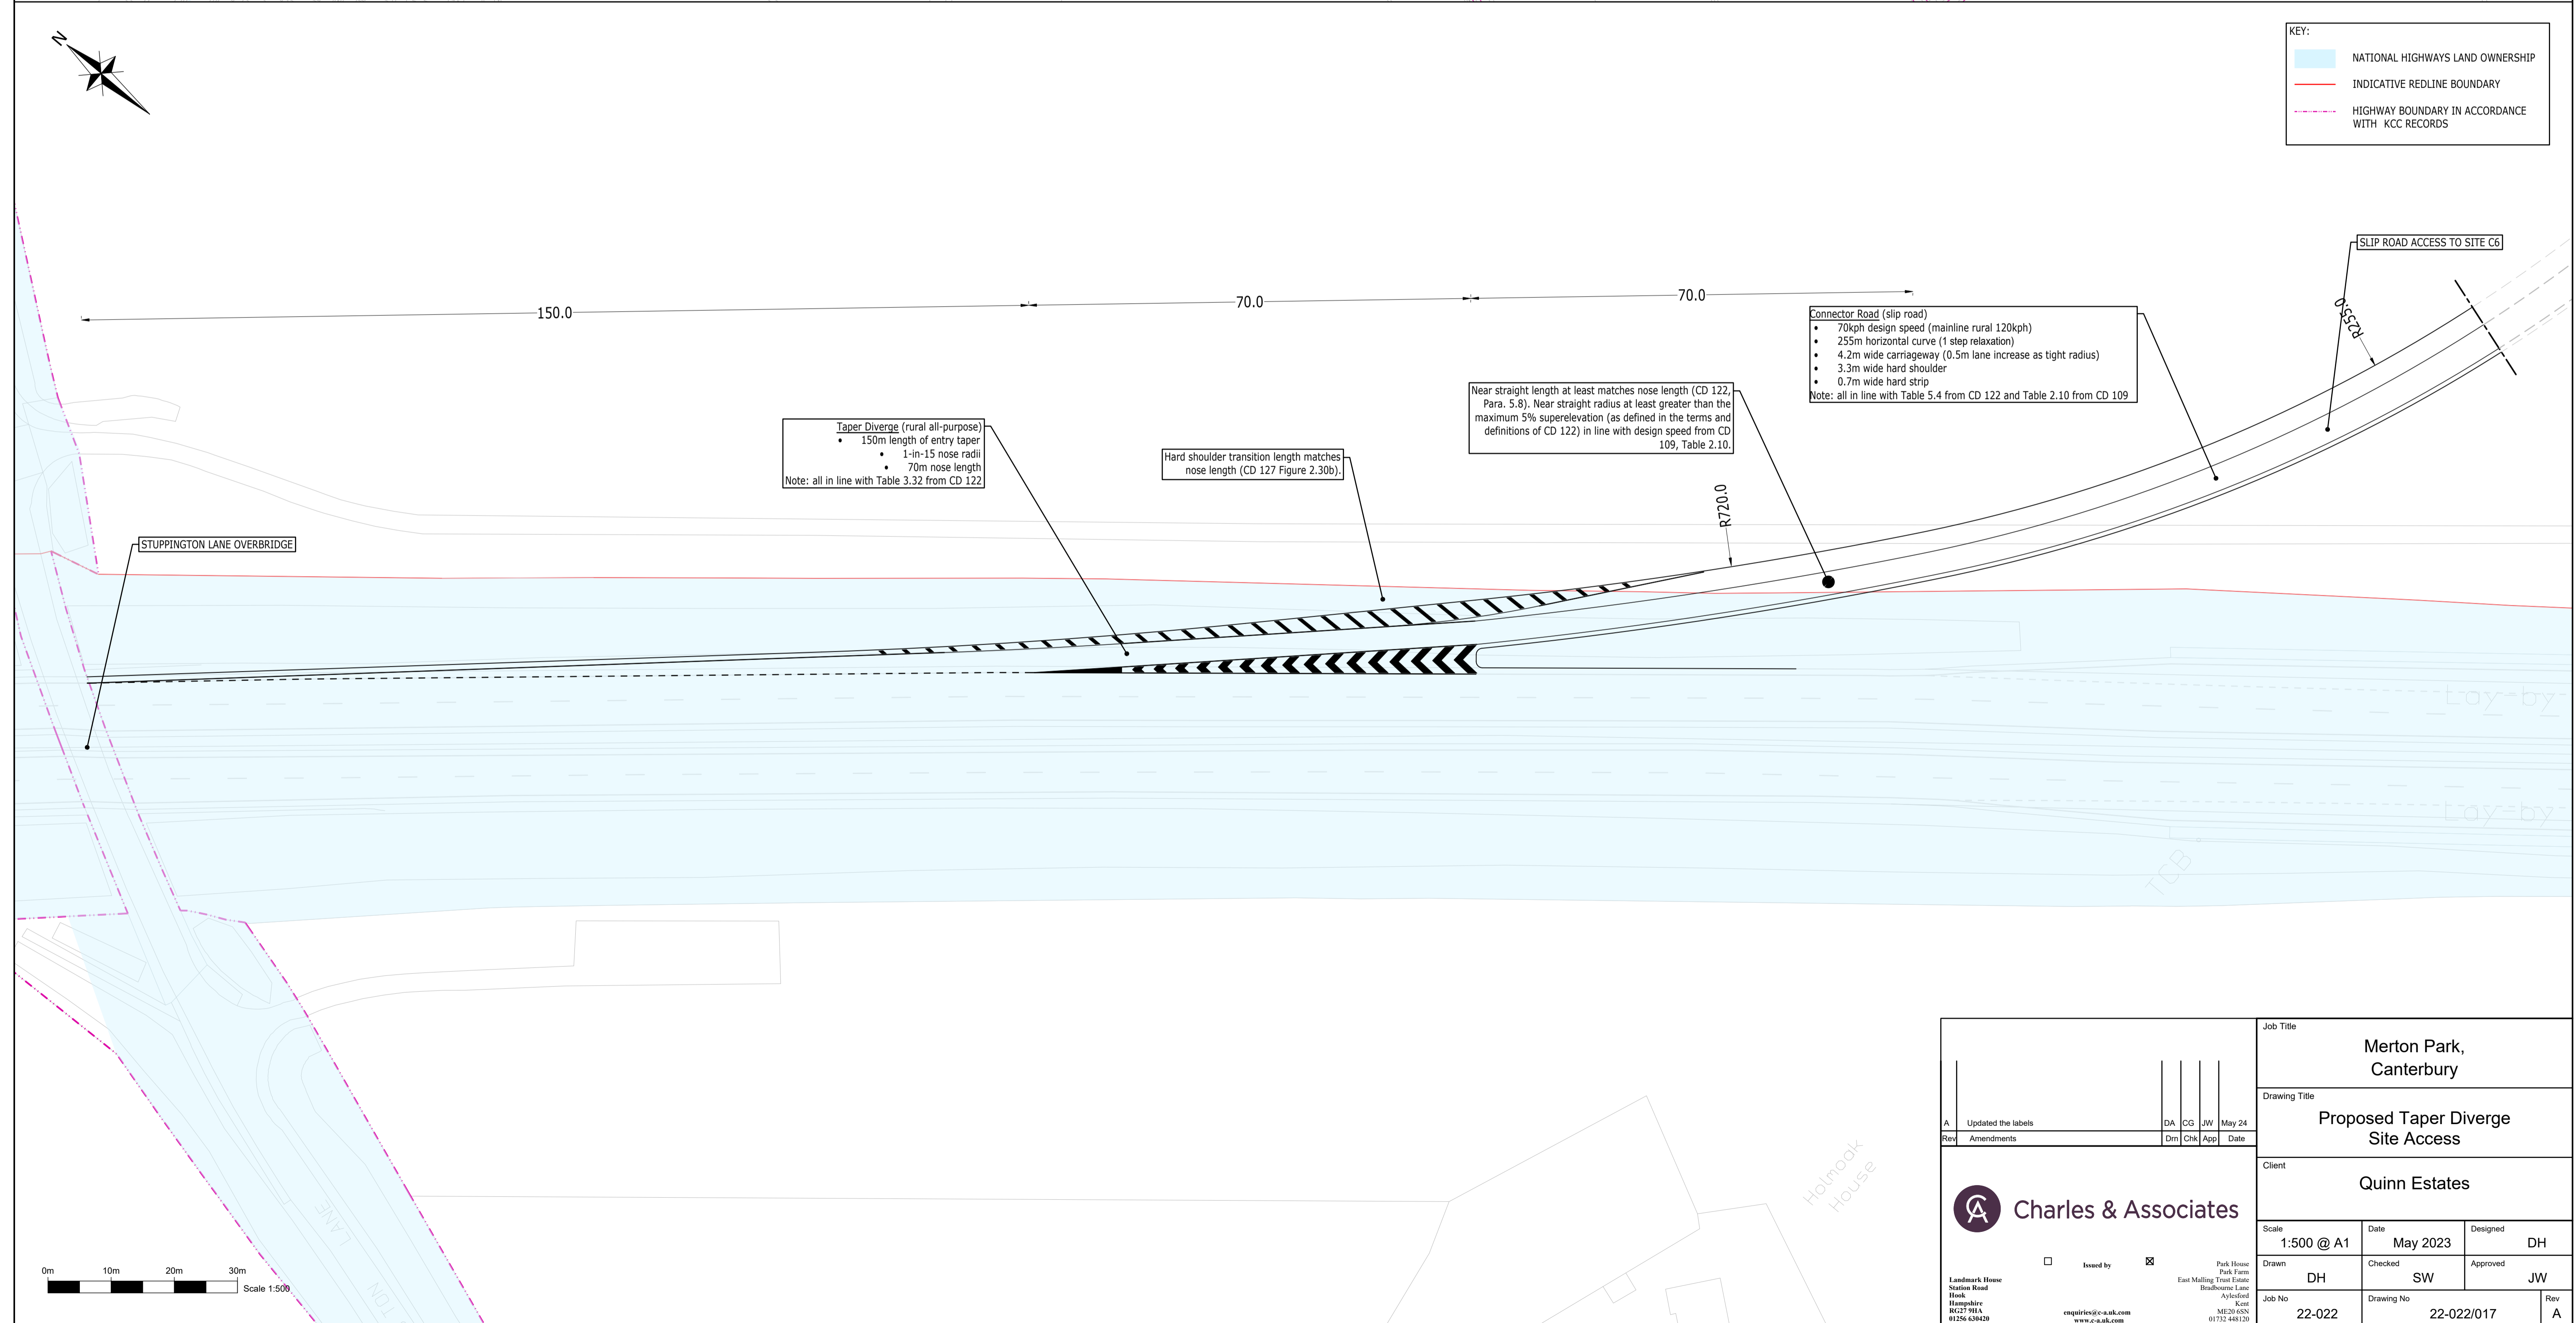 N
KEY:
NATIONAL HIGHWAYS LAND OWNERSHIP
INDICATIVE REDLINE BOUNDARY
HIGHWAY BOUNDARY IN ACCORDANCE
WITH KCC RECORDS
SLIP ROAD ACCESS TO SITE C6
150.0
70.0
70.0
R255.0
Connector Road (slip road)
• 70kph design speed (mainline rural 120kph)
• 255m horizontal curve (1 step relaxation)
• 4.2m wide carriageway (0.5m lane increase as tight radius)
• 3.3m wide hard shoulder
• 0.7m wide hard strip
Note: all in line with Table 5.4 from CD 122 and Table 2.10 from CD 109
Near straight length at least matches nose length (CD 122,
Para. 5.8). Near straight radius at least greater than the
maximum 5% superelevation (as defined in the terms and
definitions of CD 122) in line with design speed from CD
109, Table 2.10.
Taper Diverge (rural all-purpose)
• 150m length of entry taper
• 1-in-15 nose radii
• 70m nose length
Note: all in line with Table 3.32 from CD 122
Hard shoulder transition length matches
nose length (CD 127 Figure 2.30b).
R720.0
STUPPINGTON LANE OVERBRIDGE
Lay-by
Lay-by
TCB
Holmoak
House
LANE
TON
0m 10m 20m 30m
Scale 1:500
A Updated the labels DA CG JW May 24
Rev Amendments Drn Chk App Date
CA Charles & Associates
Issued by
Landmark House
Station Road
Hook
Hampshire
RG27 9HA
01256 630420
enquiries@c-a.uk.com
www.c-a.uk.com
Park House
Park Farm
East Malling Trust Estate
Bradbourne Lane
Aylesford
Kent
ME20 6SN
01732 448120
Job Title
Merton Park,
Canterbury
Drawing Title
Proposed Taper Diverge
Site Access
Client
Quinn Estates
Scale Date Designed
1:500 @ A1 May 2023 DH
Drawn Checked Approved
DH SW JW
Job No Drawing No Rev
22-022 22-022/017 A